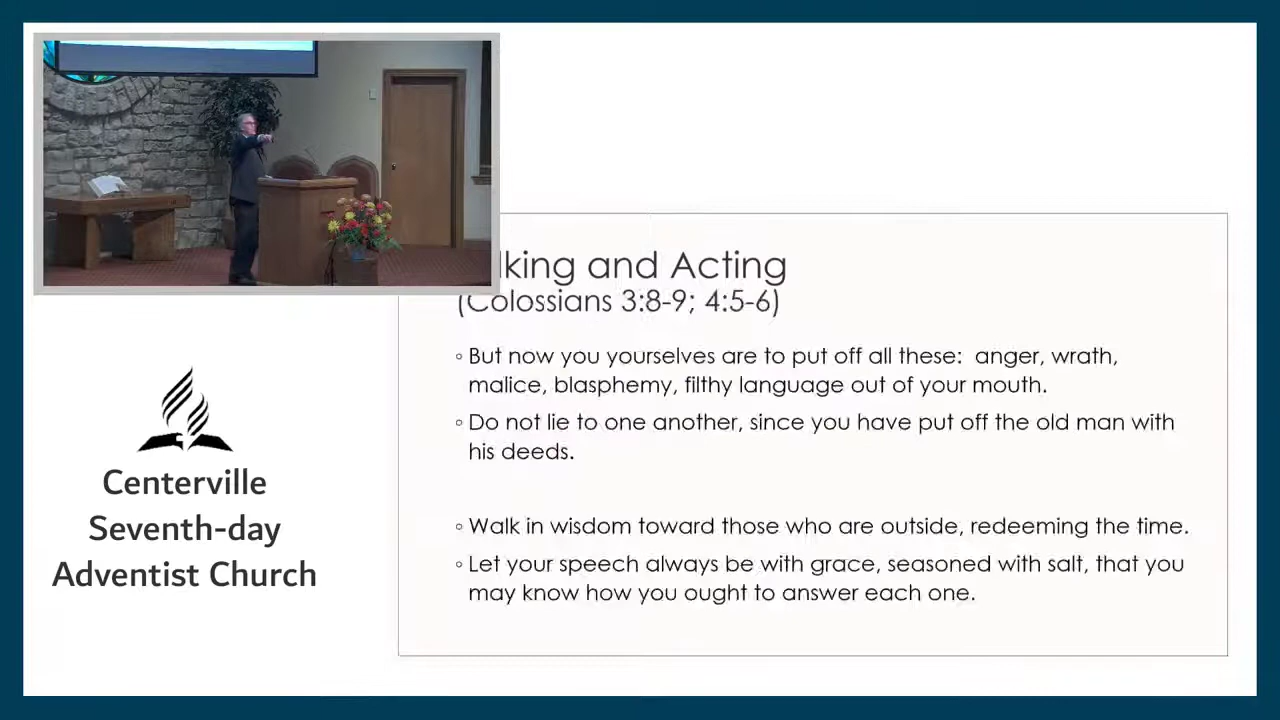 lking and Acting
(Colossians 3:8-9; 4:5-6)
◦ But now you yourselves are to put off all these:  anger, wrath,
malice, blasphemy, filthy language out of your mouth.
◦ Do not lie to one another, since you have put off the old man with
his deeds.
◦ Walk in wisdom toward those who are outside, redeeming the time.
◦ Let your speech always be with grace, seasoned with salt, that you
may know how you ought to answer each one.
Centerville
Seventh-day
Adventist Church